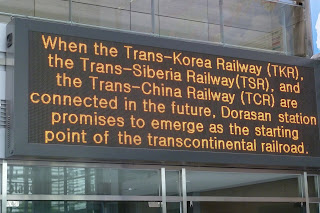 When the Trans-Korea Railway (TKR),
the Trans-Siberia Railway(TSR), and
the Trans-China Railway (TCR) are
connected in the future, Dorasan station
promises to emerge as the starting
point of the transcontinental railroad.